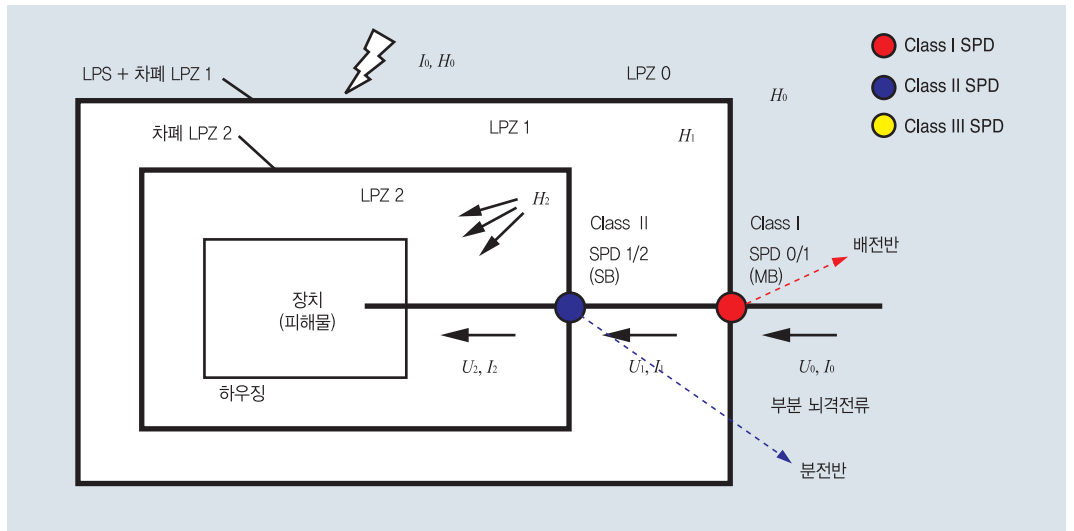 I₀, H₀
LPZ 0
Class I SPD
LPS + 차폐 LPZ 1
H₀
Class II SPD
차폐 LPZ 2
LPZ 1
H₁
Class III SPD
LPZ 2
H₂
Class II
SPD 1/2
(SB)
Class I
SPD 0/1
(MB)
배전반
장치
(피해물)
하우징
U₂, I₂
U₁, I₁
U₀, I₀
부분 뇌격전류
분전반